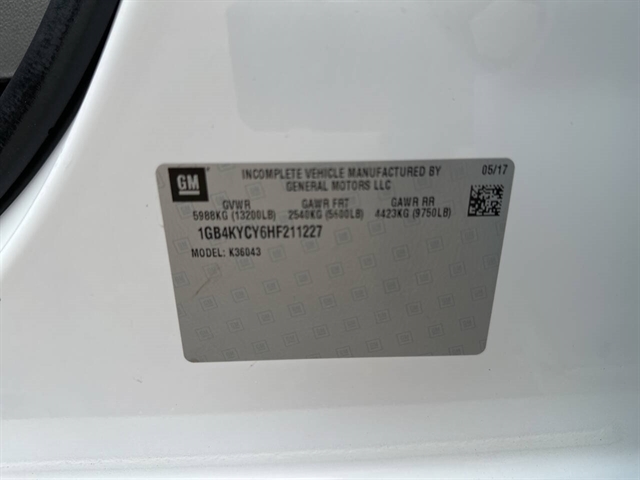 GM
INCOMPLETE VEHICLE MANUFACTURED BY
GENERAL MOTORS LLC
05/17
GVWR GAWR FRT GAWR RR
5988KG (13200LB) 2540KG (5600LB) 4423KG (9750LB)
1GB4KYCY6HF211227
MODEL: K36043